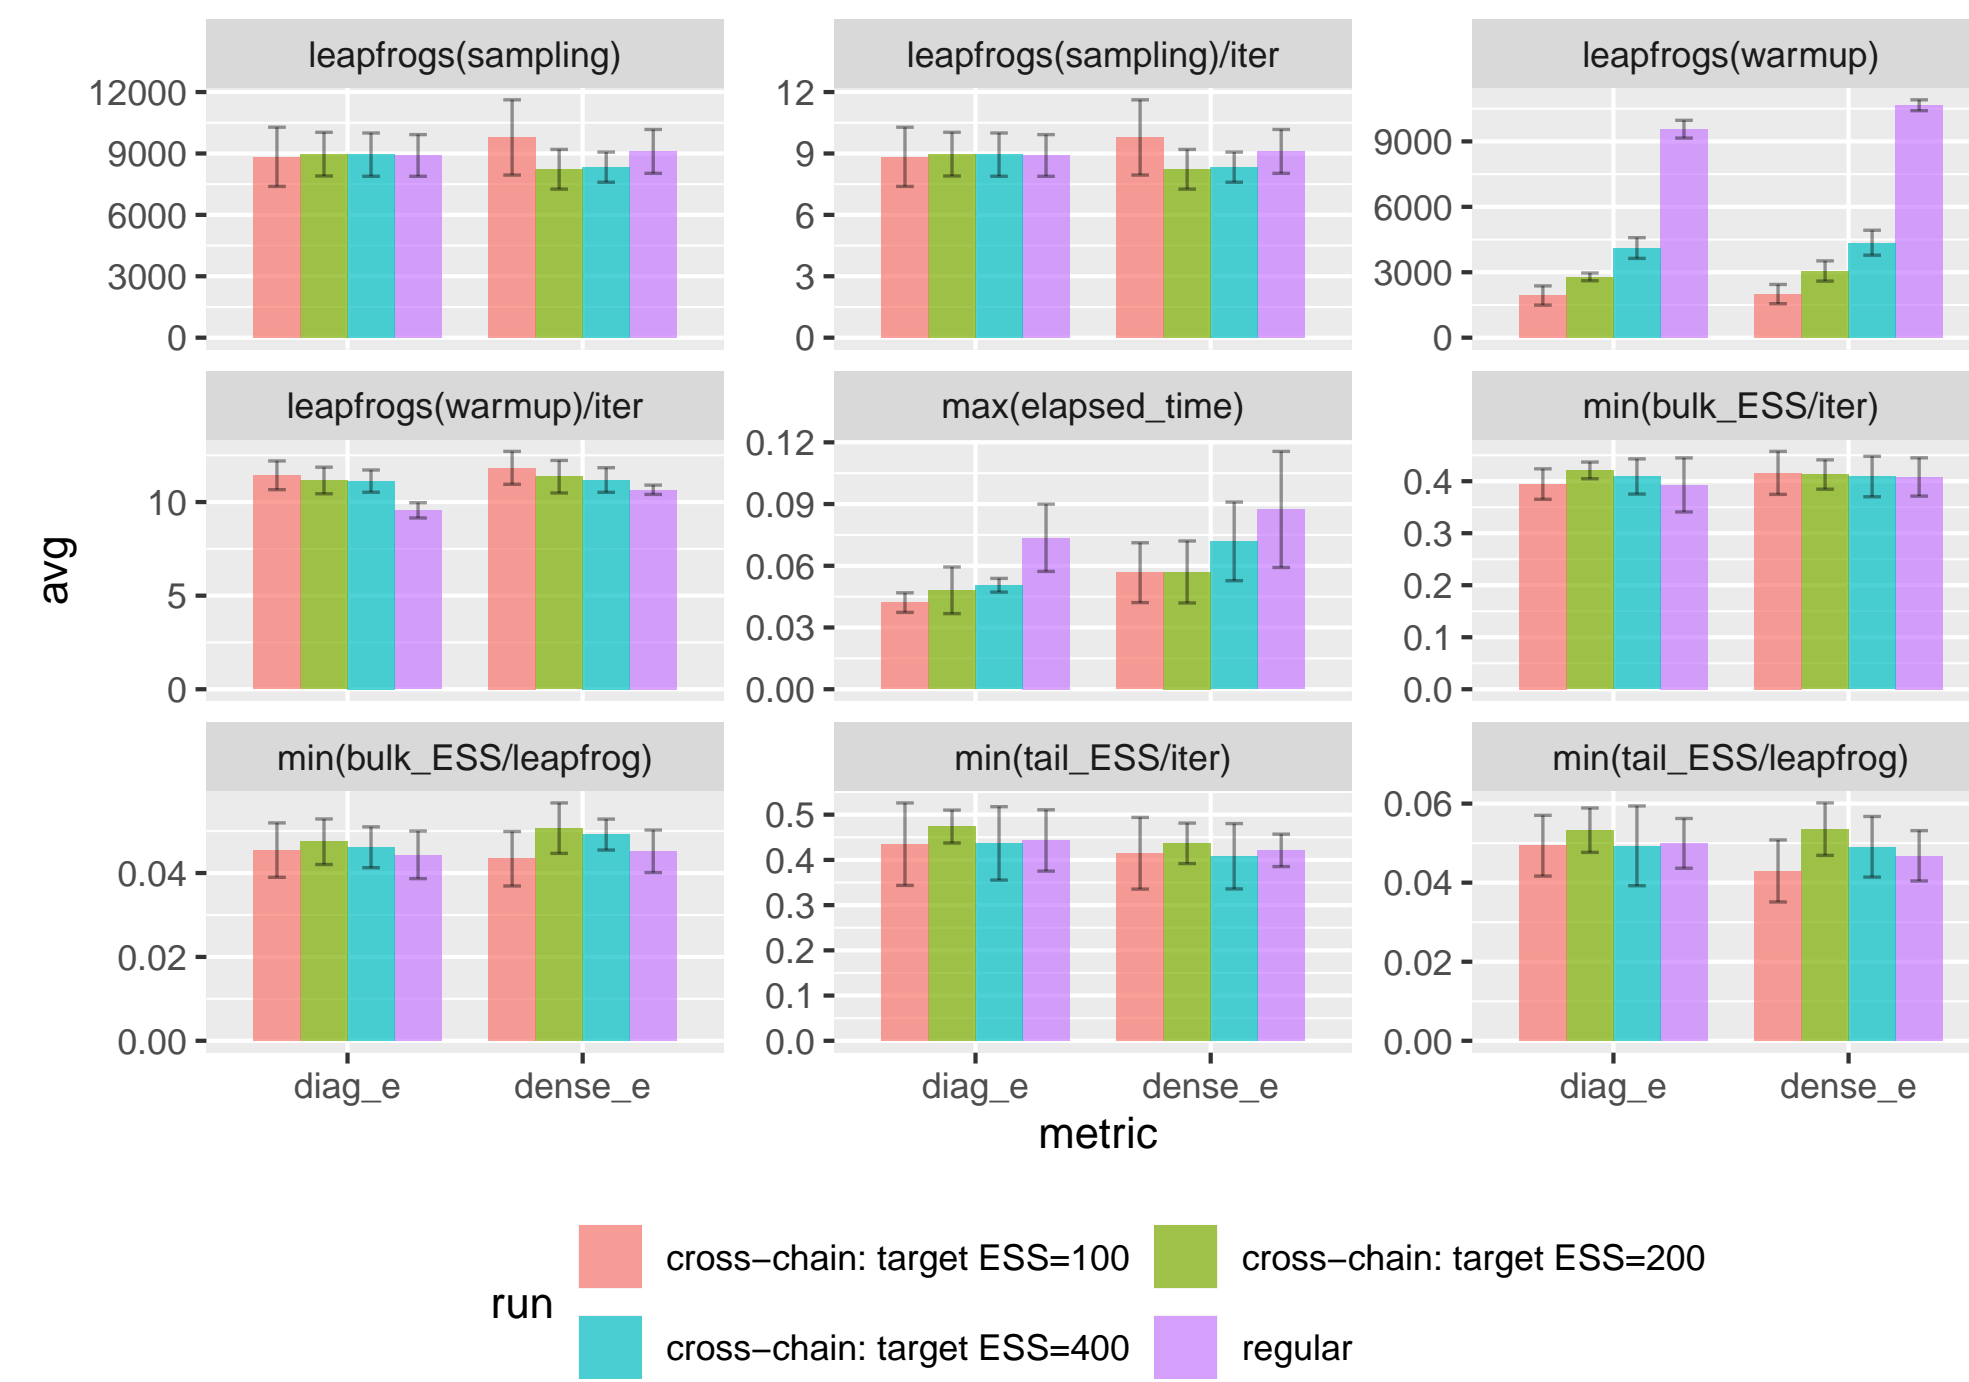 leapfrogs(sampling)
leapfrogs(sampling)/iter
leapfrogs(warmup)
12000
9000
6000
3000
0
12
9
6
3
0
9000
6000
3000
0
leapfrogs(warmup)/iter
max(elapsed_time)
min(bulk_ESS/iter)
10
5
0
0.12
0.09
0.06
0.03
0.00
0.4
0.3
0.2
0.1
0.0
avg
min(bulk_ESS/leapfrog)
min(tail_ESS/iter)
min(tail_ESS/leapfrog)
0.04
0.02
0.00
0.5
0.4
0.3
0.2
0.1
0.0
0.06
0.04
0.02
0.00
diag_e dense_e
diag_e dense_e
diag_e dense_e
metric
run
cross−chain: target ESS=100
cross−chain: target ESS=200
cross−chain: target ESS=400
regular